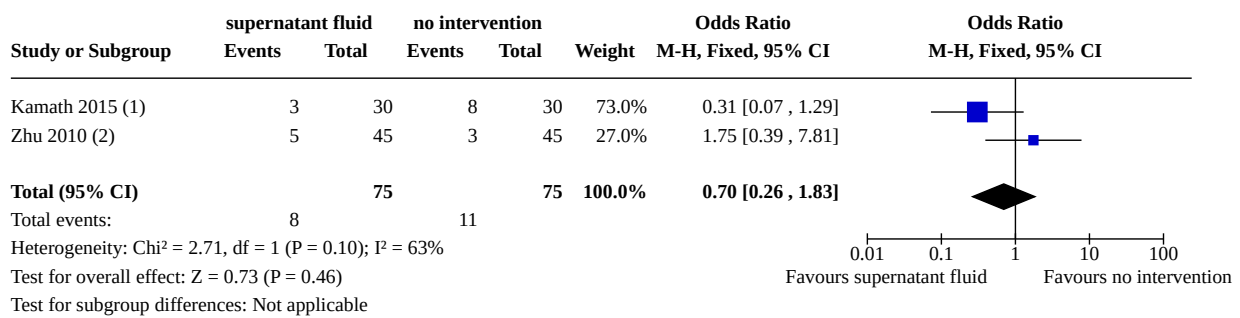 supernatant fluid no intervention Odds Ratio Odds Ratio
Study or Subgroup Events Total Events Total Weight M-H, Fixed, 95% CI M-H, Fixed, 95% CI
Kamath 2015 (1) 3 30 8 30 73.0% 0.31 [0.07 , 1.29]
Zhu 2010 (2) 5 45 3 45 27.0% 1.75 [0.39 , 7.81]
Total (95% CI) 75 75 100.0% 0.70 [0.26 , 1.83]
Total events: 8 11
Heterogeneity: Chi² = 2.71, df = 1 (P = 0.10); I² = 63% 0.01 0.1 1 10 100
Test for overall effect: Z = 0.73 (P = 0.46) Favours supernatant fluid Favours no intervention
Test for subgroup differences: Not applicable